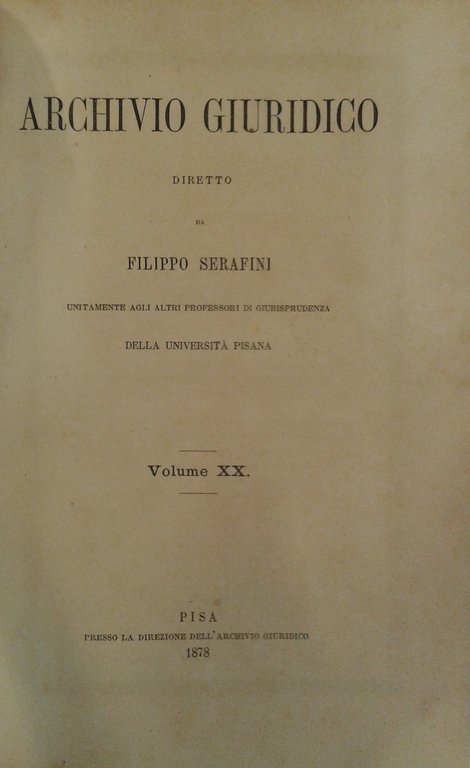 ARCHIVIO GIURIDICO
DIRETTO
DA
FILIPPO SERAFINI
UNITAMENTE AGLI ALTRI PROFESSORI DI GIURISPRUDENZA
DELLA UNIVERSITÀ PISANA
Volume XX.
PISA
PRESSO LA DIREZIONE DELL'ARCHIVIO GIURIDICO
1878